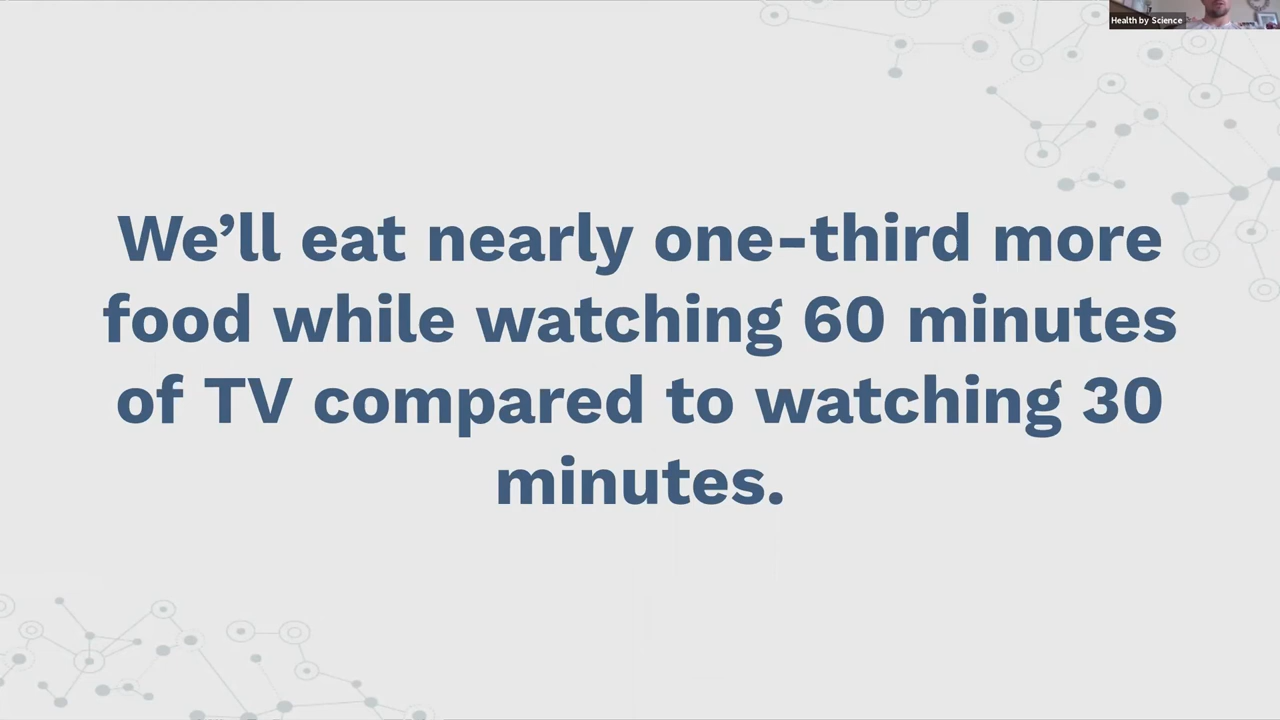 Health by Science
We’ll eat nearly one-third more
food while watching 60 minutes
of TV compared to watching 30
minutes.